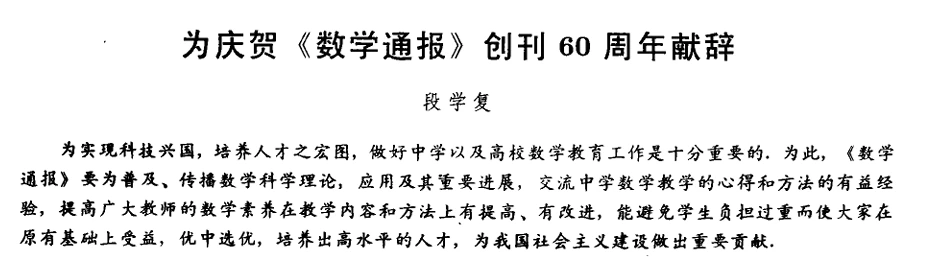 为庆贺《数学通报》创刊 60 周年献辞
段学复
为实现科技兴国，培养人才之宏图，做好中学以及高校数学教育工作是十分重要的．为此，《数学
通报》要为普及、传播数学科学理论，应用及其重要进展，交流中学数学教学的心得和方法的有益经
验，提高广大教师的数学素养在教学内容和方法上有提高、有改进，能避免学生负担过重而使大家在
原有基础上受益，优中选优，培养出高水平的人才，为我国社会主义建设做出重要贡献．